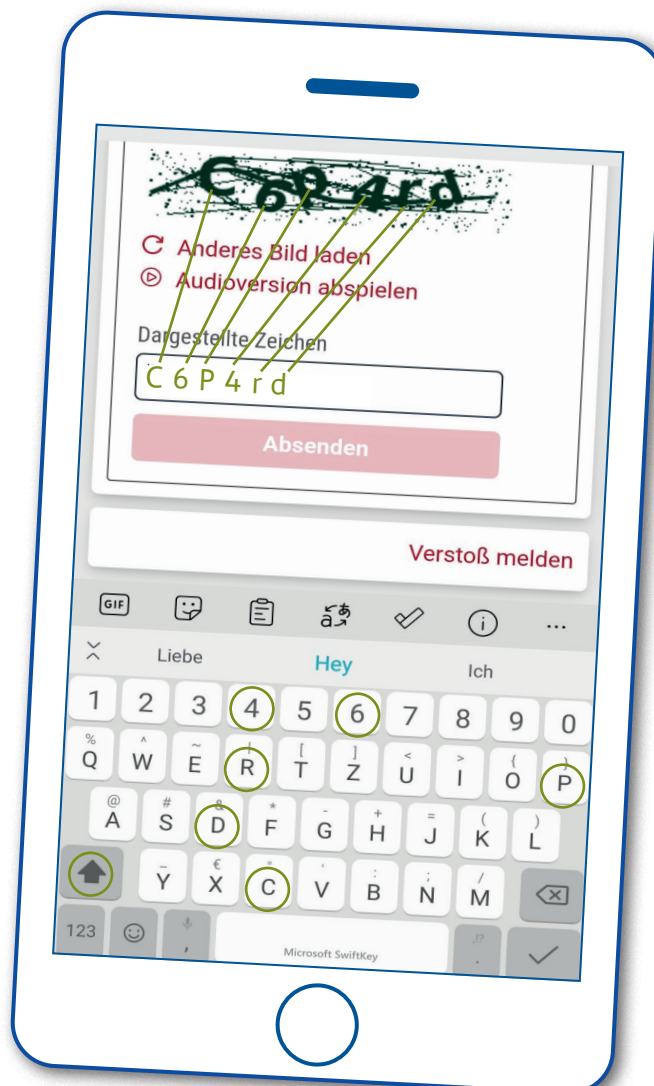 C6P4rd
Anderes Bild laden
Audioversion abspielen
Dargestellte Zeichen
C 6 P 4 r d
Absenden
Verstoß melden
GIF
Liebe Hey Ich
1 2 3 4 5 6 7 8 9 0
% ^ ~ | [ ] < > { }
Q W E R T Z U I O P
@ # & * - + = ( )
A S D F G H J K L
_ € " ' : ; /
Y X C V B N M
123 , Microsoft SwiftKey .!?
.